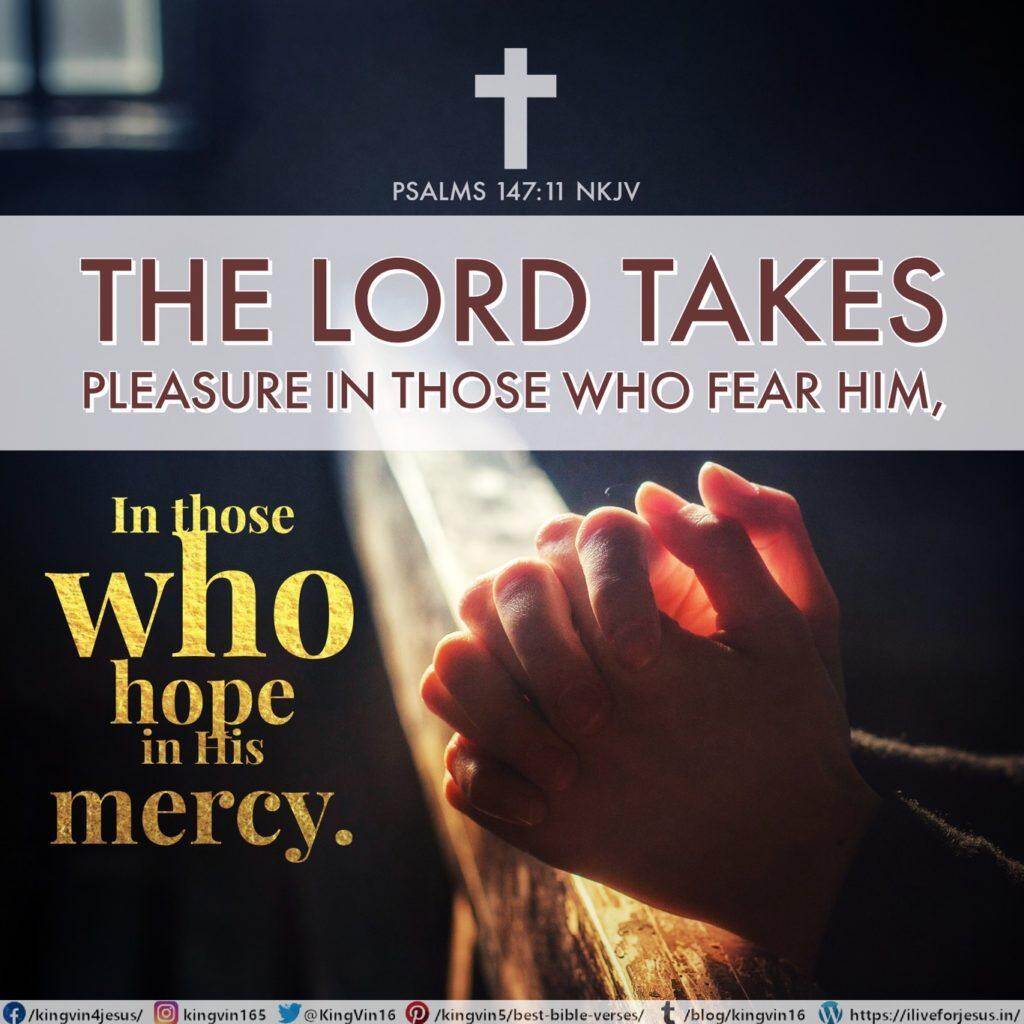 PSALMS 147:11 NKJV
THE LORD TAKES
PLEASURE IN THOSE WHO FEAR HIM,
In those
who
hope
in His
mercy.
/kingvin4jesus/ kingvin165 @KingVin16 /kingvin5/best-bible-verses/ /blog/kingvin16 https://iliveforjesus.in/